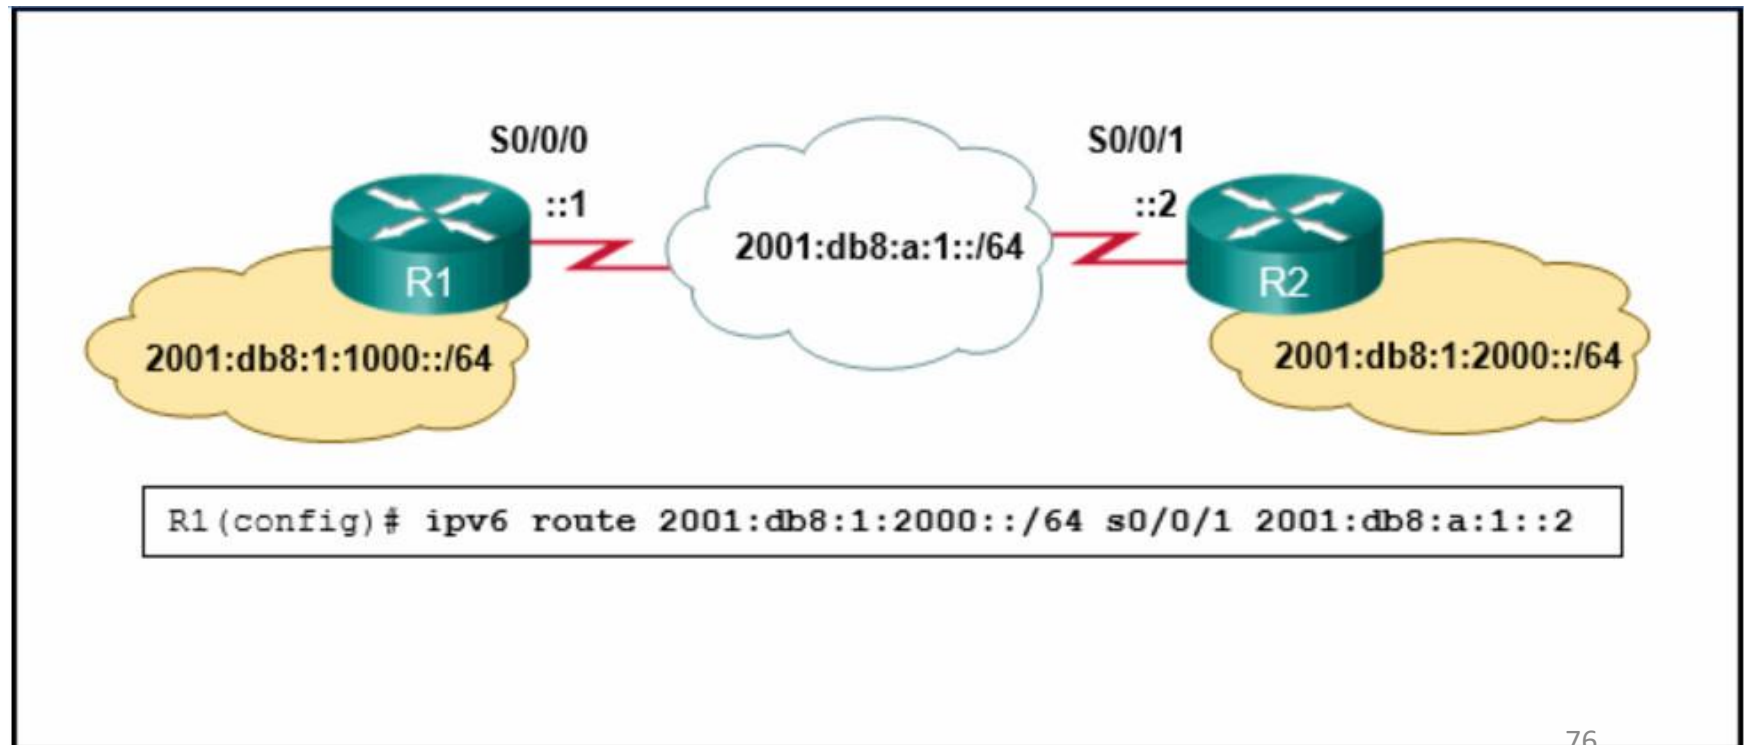 S0/0/0
S0/0/1
::1
::2
2001:db8:a:1::/64
R1
R2
2001:db8:1:1000::/64
2001:db8:1:2000::/64
R1(config)# ipv6 route 2001:db8:1:2000::/64 s0/0/1 2001:db8:a:1::2
76